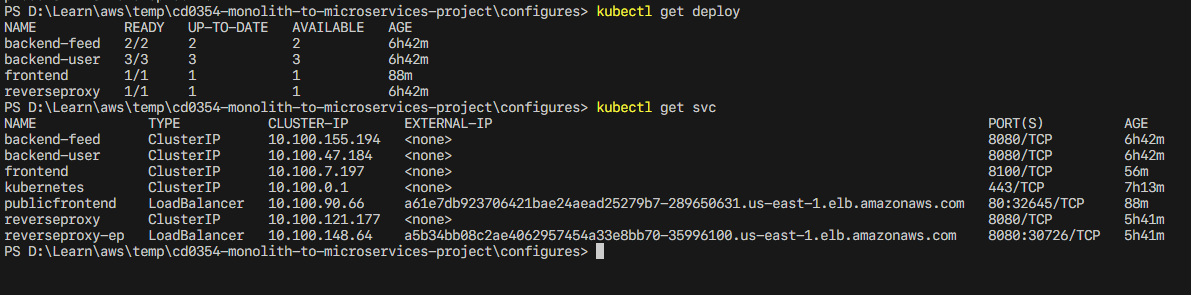 PS D:\Learn\aws\temp\cd0354-monolith-to-microservices-project\configures> kubectl get deploy
NAME READY UP-TO-DATE AVAILABLE AGE
backend-feed 2/2 2 2 6h42m
backend-user 3/3 3 3 6h42m
frontend 1/1 1 1 88m
reverseproxy 1/1 1 1 6h42m
PS D:\Learn\aws\temp\cd0354-monolith-to-microservices-project\configures> kubectl get svc
NAME TYPE CLUSTER-IP EXTERNAL-IP PORT(S) AGE
backend-feed ClusterIP 10.100.155.194 <none> 8080/TCP 6h42m
backend-user ClusterIP 10.100.47.184 <none> 8080/TCP 6h42m
frontend ClusterIP 10.100.7.197 <none> 8100/TCP 56m
kubernetes ClusterIP 10.100.0.1 <none> 443/TCP 7h13m
publicfrontend LoadBalancer 10.100.90.66 a61e7db923706421bae24aead25279b7-289650631.us-east-1.elb.amazonaws.com 80:32645/TCP 88m
reverseproxy ClusterIP 10.100.121.177 <none> 8080/TCP 5h41m
reverseproxy-ep LoadBalancer 10.100.148.64 a5b34bb08c2ae4062957454a33e8bb70-35996100.us-east-1.elb.amazonaws.com 8080:30726/TCP 5h41m
PS D:\Learn\aws\temp\cd0354-monolith-to-microservices-project\configures>